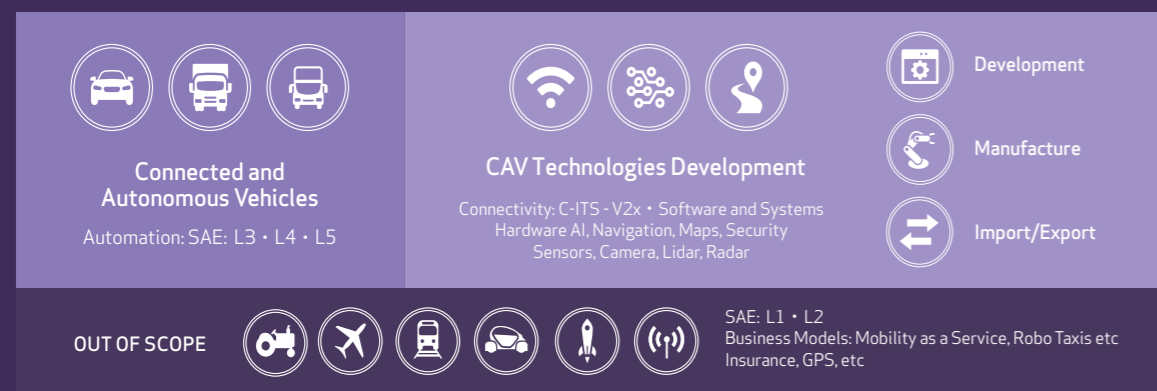 Connected and
Autonomous Vehicles
Automation: SAE: L3 • L4 • L5
CAV Technologies Development
Connectivity: C-ITS - V2x • Software and Systems
Hardware AI, Navigation, Maps, Security
Sensors, Camera, Lidar, Radar
Development
Manufacture
Import/Export
OUT OF SCOPE
SAE: L1 • L2
Business Models: Mobility as a Service, Robo Taxis etc
Insurance, GPS, etc